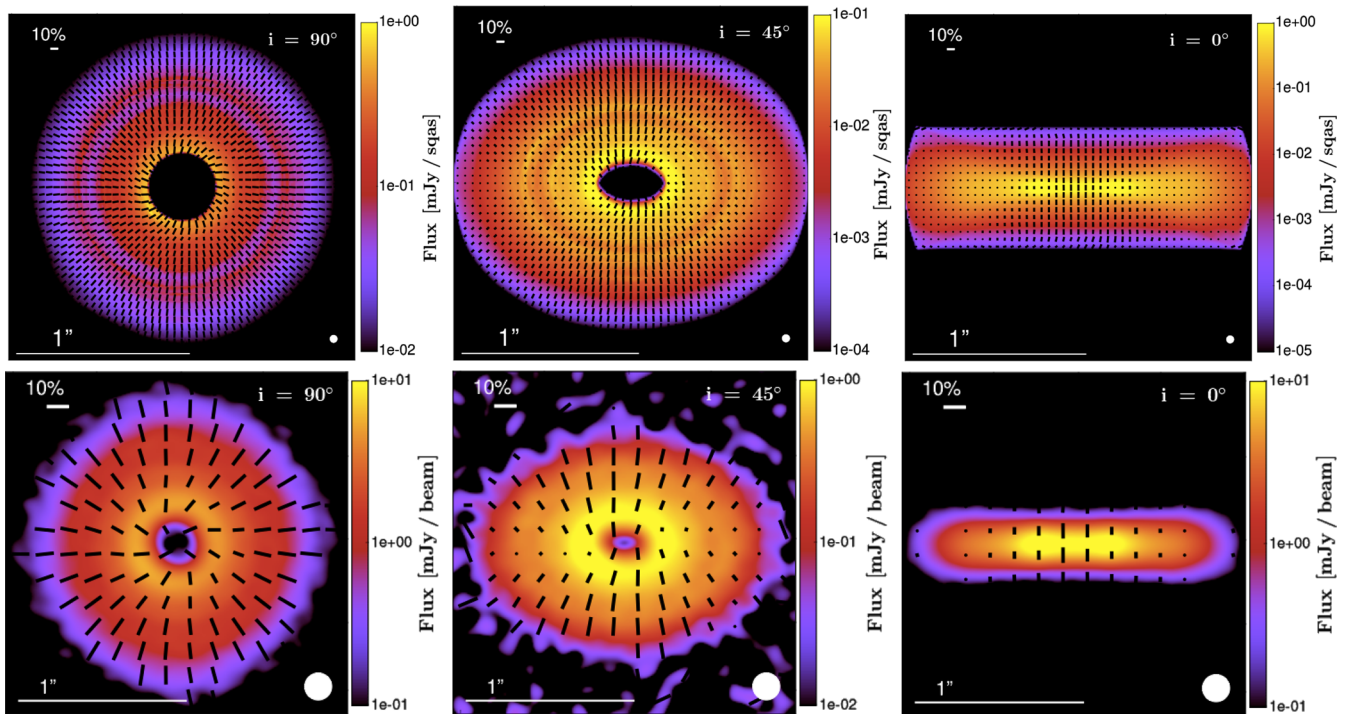 10% i = 90° 1e+00
1e-01
1e-02
Flux [mJy / sqas]
1"
10% i = 45° 1e-01
1e-02
1e-03
1e-04
Flux [mJy / sqas]
1"
10% i = 0° 1e+00
1e-01
1e-02
1e-03
1e-04
1e-05
Flux [mJy / sqas]
1"
10% i = 90° 1e+01
1e+00
1e-01
Flux [mJy / beam]
1"
10% i = 45° 1e+00
1e-01
1e-02
Flux [mJy / beam]
1"
10% i = 0° 1e+01
1e+00
1e-01
Flux [mJy / beam]
1"